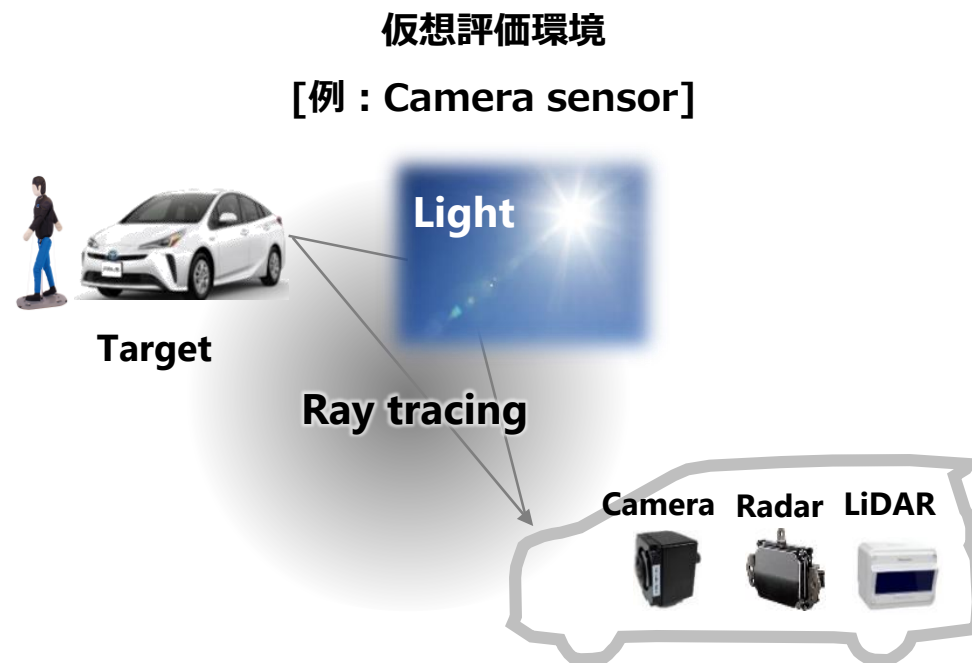 仮想評価環境
[例：Camera sensor]
Light
Target
Ray tracing
Camera Radar LiDAR